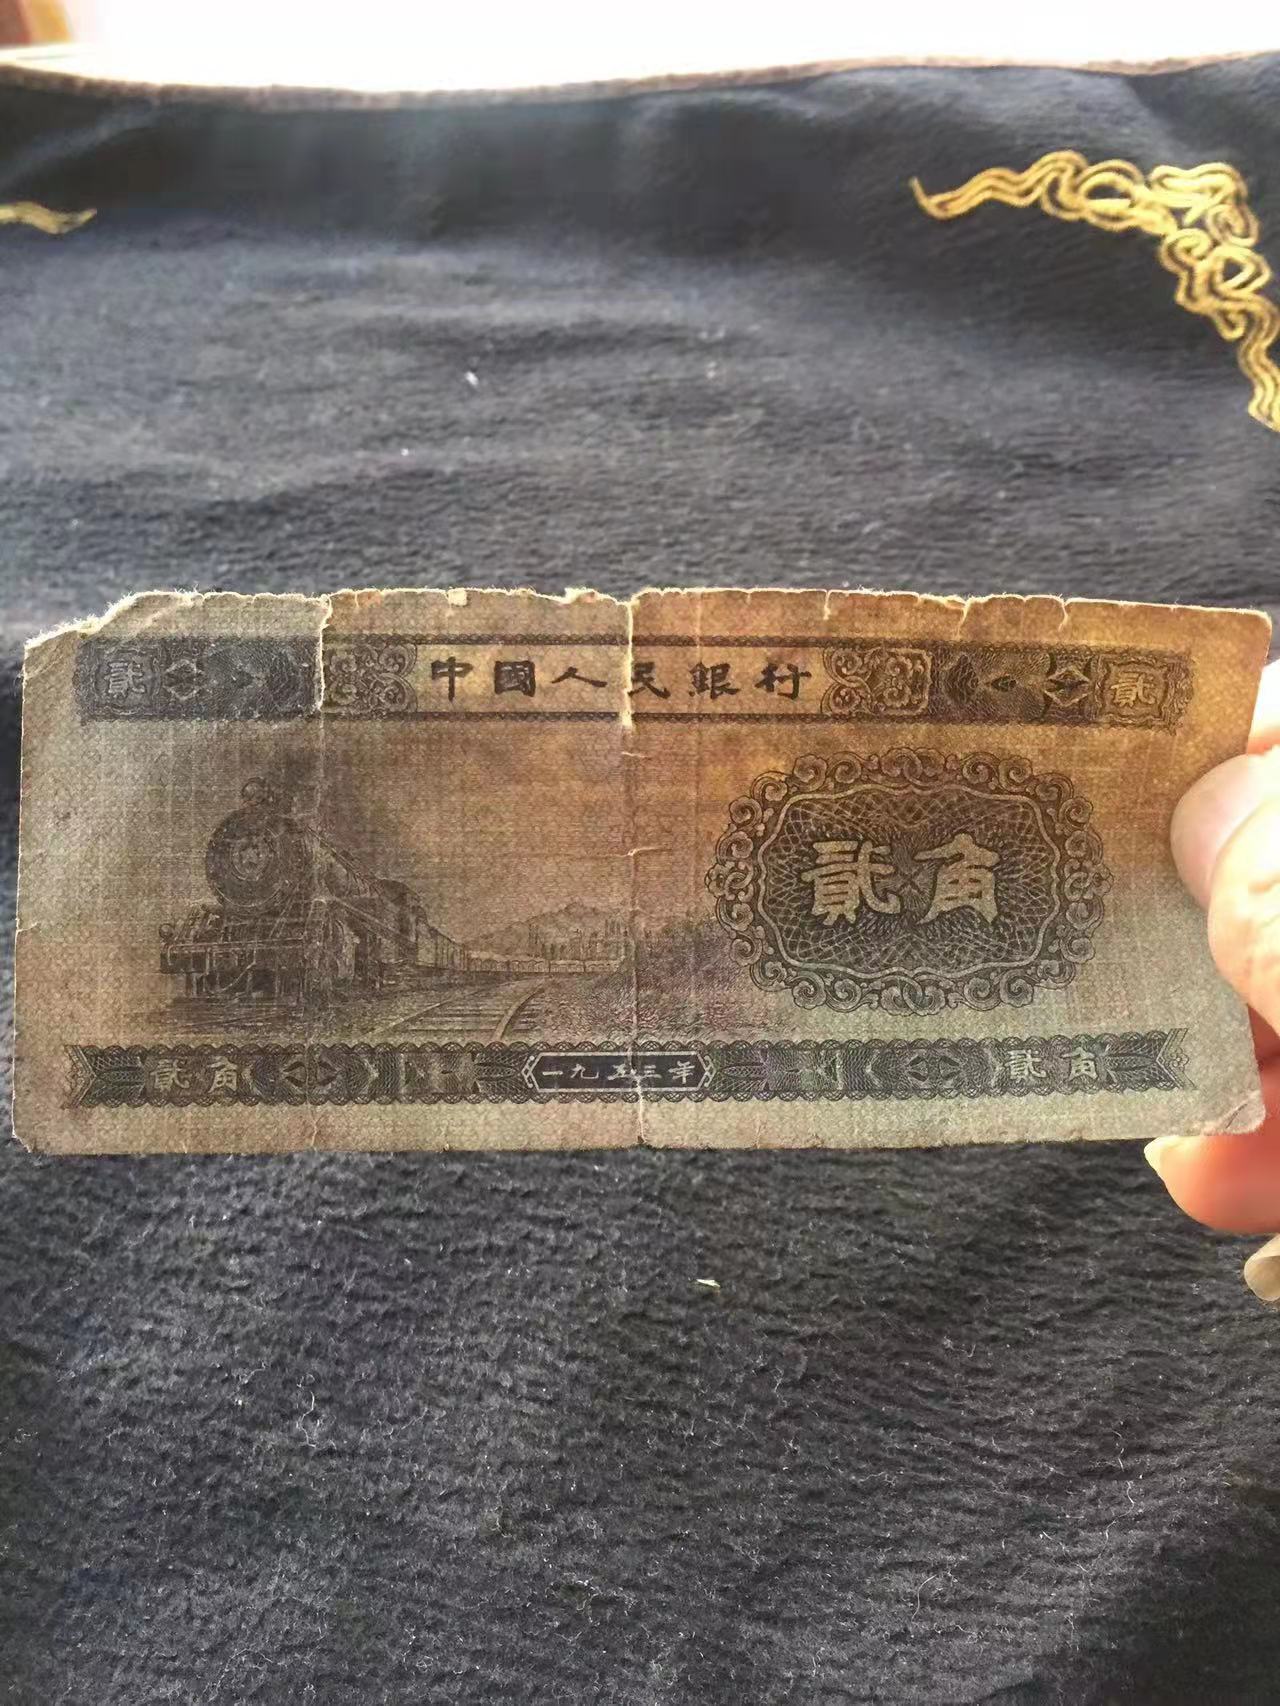 貳 中國人民銀行 貳
貳角
貳角 一九五三年 貳角